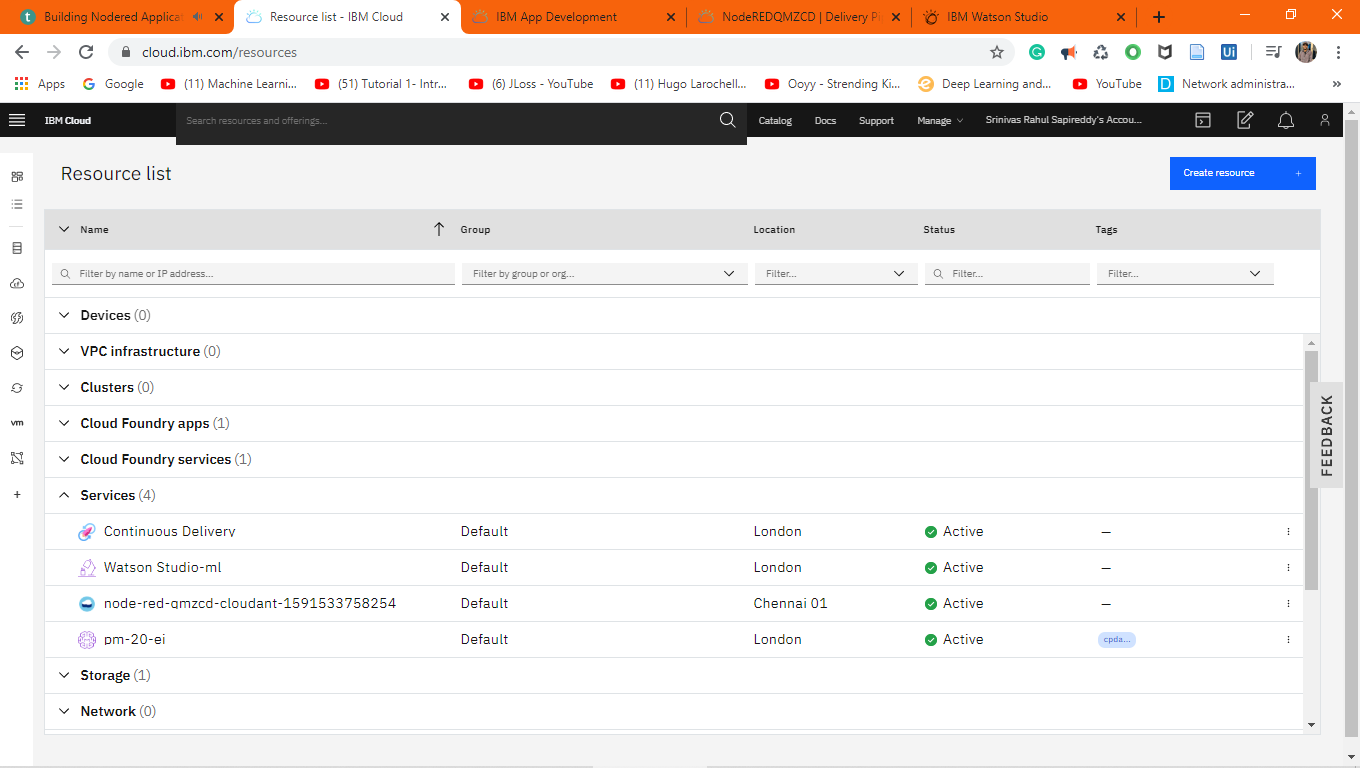 Building Nodered Applicat
Resource list - IBM Cloud
IBM App Development
NodeREDQMZCD | Delivery Pi
IBM Watson Studio
cloud.ibm.com/resources
Apps
Google
(11) Machine Learni...
(51) Tutorial 1- Intr...
(6) JLoss - YouTube
(11) Hugo Larochell...
Ooyy - Strending Ki...
Deep Learning and...
YouTube
Network administra...
IBM Cloud
Search resources and offerings...
Catalog
Docs
Support
Manage
Srinivas Rahul Sapireddy's Accou...
Resource list
Create resource +
Name
Group
Location
Status
Tags
Filter by name or IP address...
Filter by group or org...
Filter...
Filter...
Filter...
Devices (0)
VPC infrastructure (0)
Clusters (0)
Cloud Foundry apps (1)
Cloud Foundry services (1)
Services (4)
Continuous Delivery Default London Active —
Watson Studio-ml Default London Active —
node-red-qmzcd-cloudant-1591533758254 Default Chennai 01 Active —
pm-20-ei Default London Active cpda...
Storage (1)
Network (0)
FEEDBACK
vm
Ui